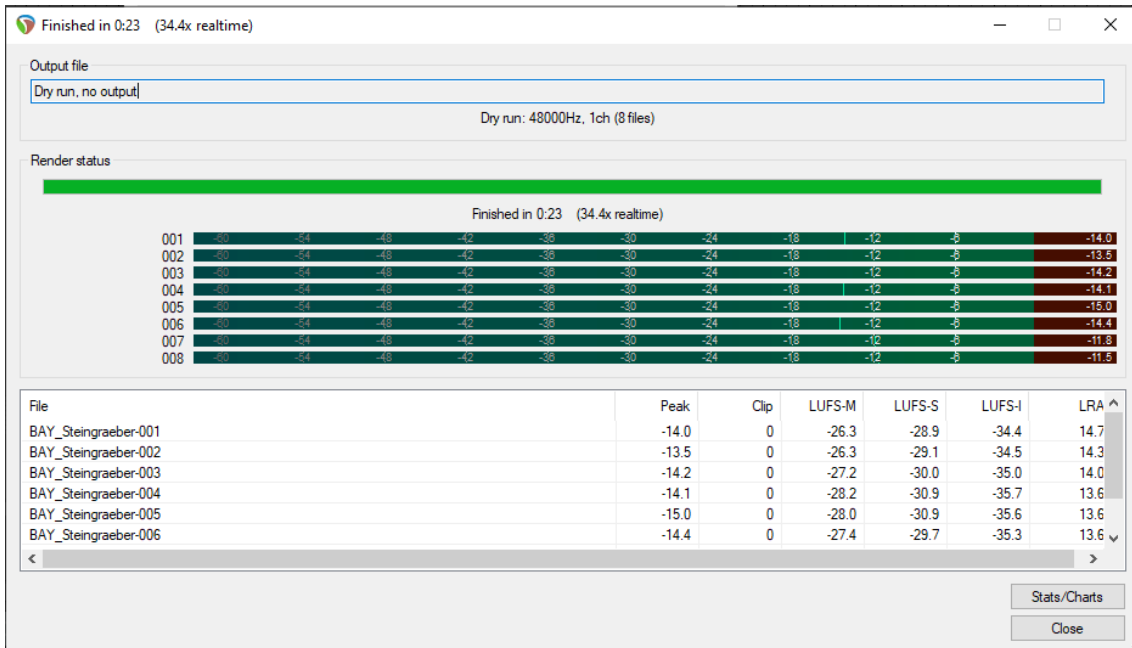 Finished in 0:23 (34.4x realtime)
Output file
Dry run, no output
Dry run: 48000Hz, 1ch (8 files)
Render status
Finished in 0:23 (34.4x realtime)
001 -60 -54 -48 -42 -36 -30 -24 -18 -12 -6 -14.0
002 -60 -54 -48 -42 -36 -30 -24 -18 -12 -6 -13.5
003 -60 -54 -48 -42 -36 -30 -24 -18 -12 -6 -14.2
004 -60 -54 -48 -42 -36 -30 -24 -18 -12 -6 -14.1
005 -60 -54 -48 -42 -36 -30 -24 -18 -12 -6 -15.0
006 -60 -54 -48 -42 -36 -30 -24 -18 -12 -6 -14.4
007 -60 -54 -48 -42 -36 -30 -24 -18 -12 -6 -11.8
008 -60 -54 -48 -42 -36 -30 -24 -18 -12 -6 -11.5
File Peak Clip LUFS-M LUFS-S LUFS-I LRA
BAY_Steingraeber-001 -14.0 0 -26.3 -28.9 -34.4 14.7
BAY_Steingraeber-002 -13.5 0 -26.3 -29.1 -34.5 14.3
BAY_Steingraeber-003 -14.2 0 -27.2 -30.0 -35.0 14.0
BAY_Steingraeber-004 -14.1 0 -28.2 -30.9 -35.7 13.6
BAY_Steingraeber-005 -15.0 0 -28.0 -30.9 -35.6 13.6
BAY_Steingraeber-006 -14.4 0 -27.4 -29.7 -35.3 13.6
Stats/Charts
Close